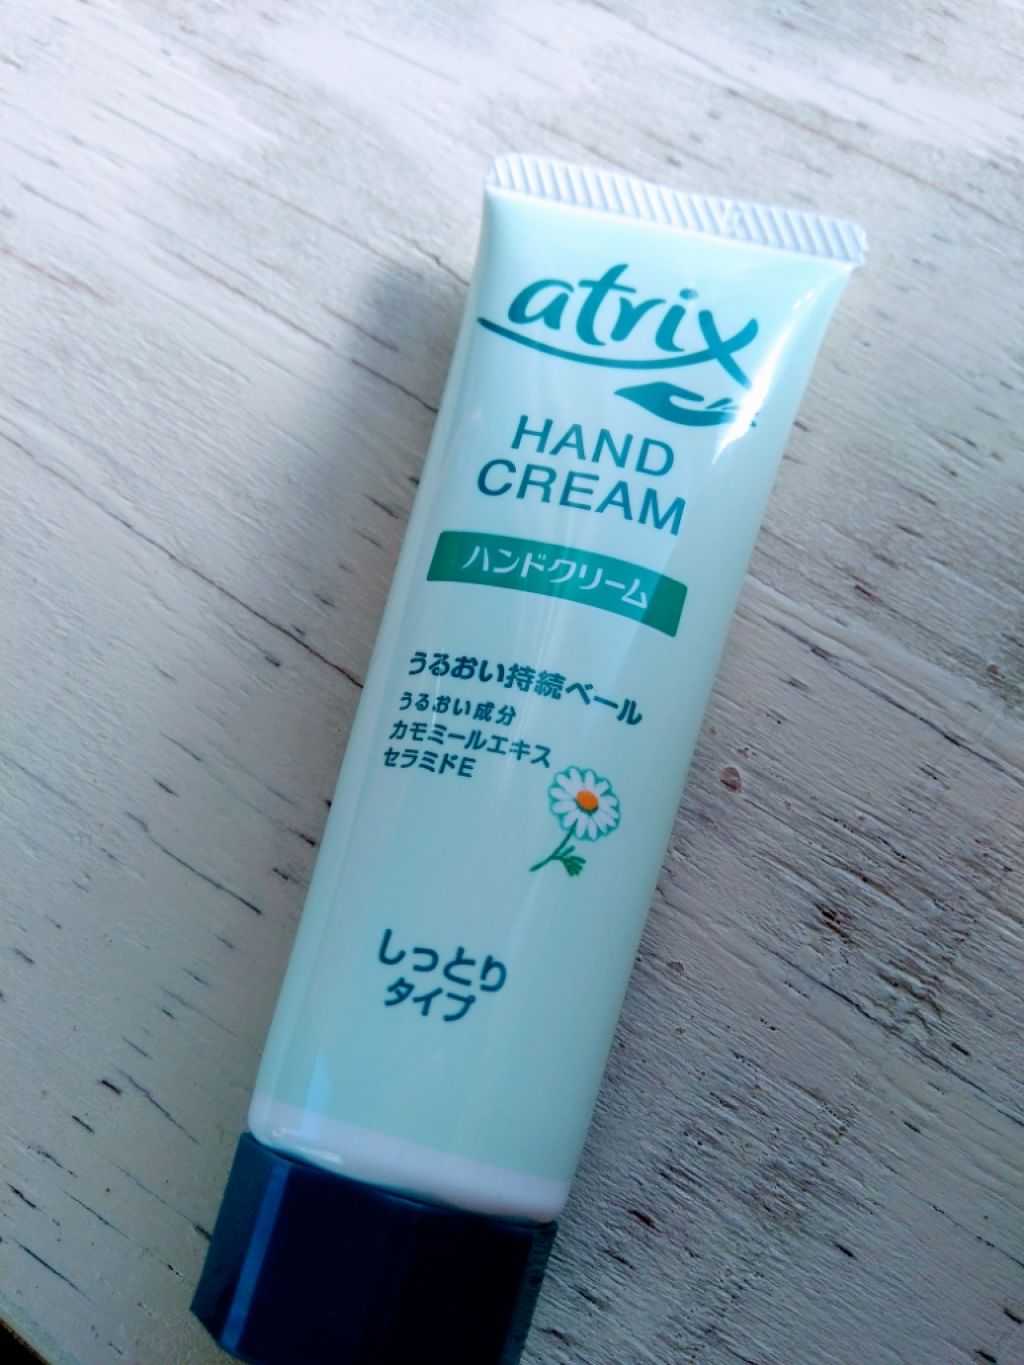 atrix
HAND
CREAM
ハンドクリーム
うるおい持続ベール
うるおい成分
カモミールエキス
セラミドE
しっとり
タイプ